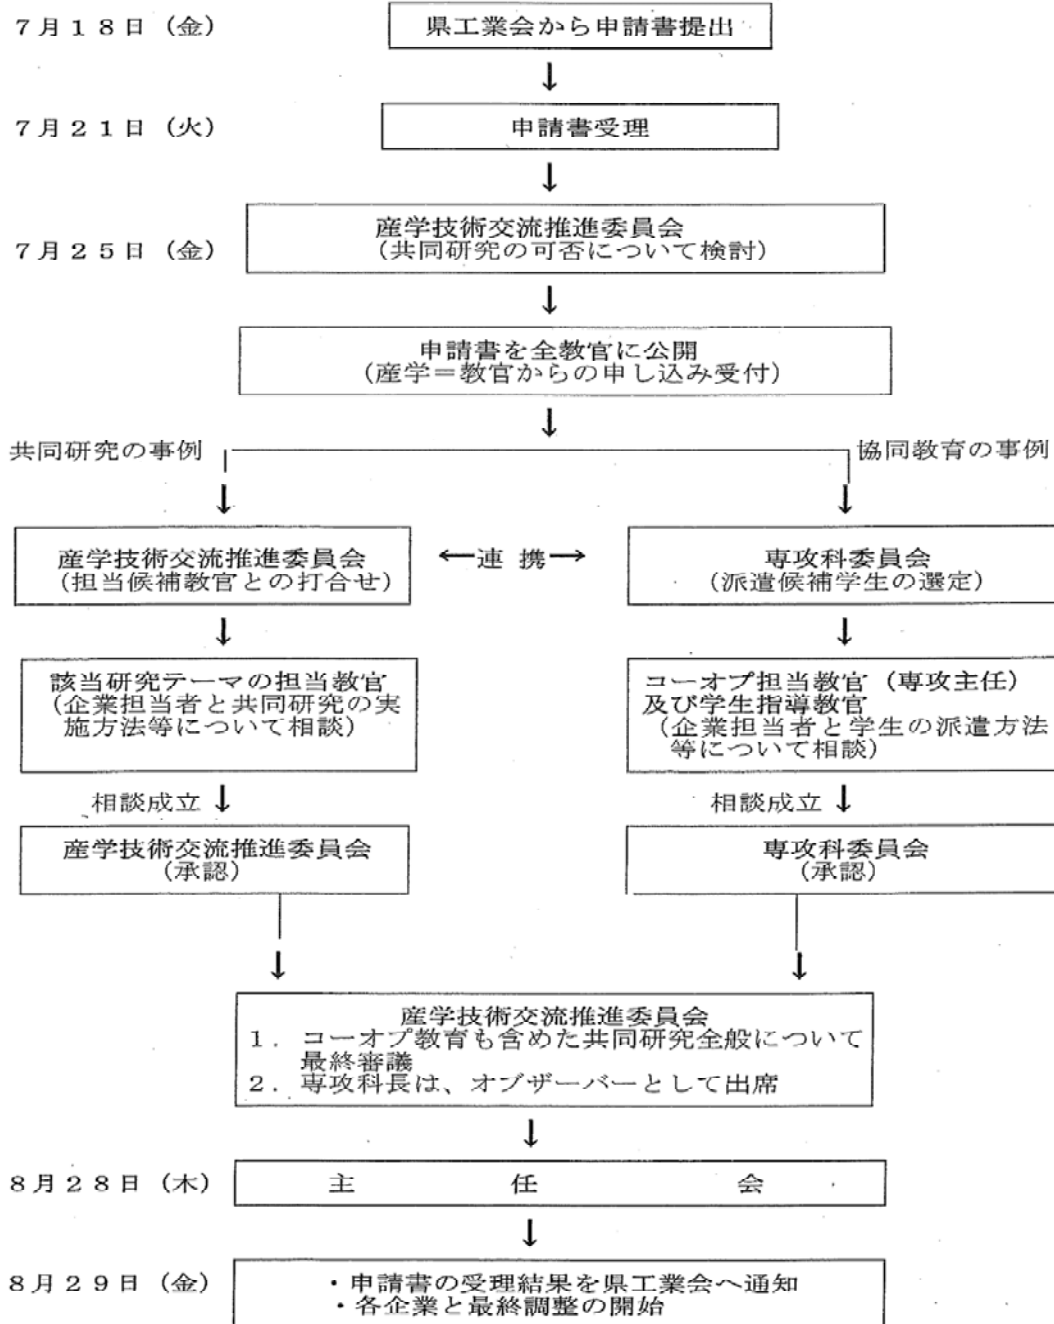 7月18日(金)
県工業会から申請書提出
↓
7月21日(火)
申請書受理
↓
7月25日(金)
産学技術交流推進委員会
(共同研究の可否について検討)
↓
申請書を全教官に公開
(産学=教官からの申し込み受付)
↓
共同研究の事例
協同教育の事例
↓
↓
産学技術交流推進委員会
(担当候補教官との打合せ)
←連 携→
専攻科委員会
(派遣候補学生の選定)
↓
↓
該当研究テーマの担当教官
(企業担当者と共同研究の実
施方法等について相談)
コーオプ担当教官(専攻主任)
及び学生指導教官
(企業担当者と学生の派遣方法
等について相談)
相談成立 ↓
相談成立 ↓
産学技術交流推進委員会
(承認)
専攻科委員会
(承認)
↓
↓
産学技術交流推進委員会
1.コーオプ教育も含めた共同研究全般について
最終審議
2.専攻科長は、オブザーバーとして出席
↓
8月28日(木)
主 任 会
↓
8月29日(金)
・申請書の受理結果を県工業会へ通知
・各企業と最終調整の開始